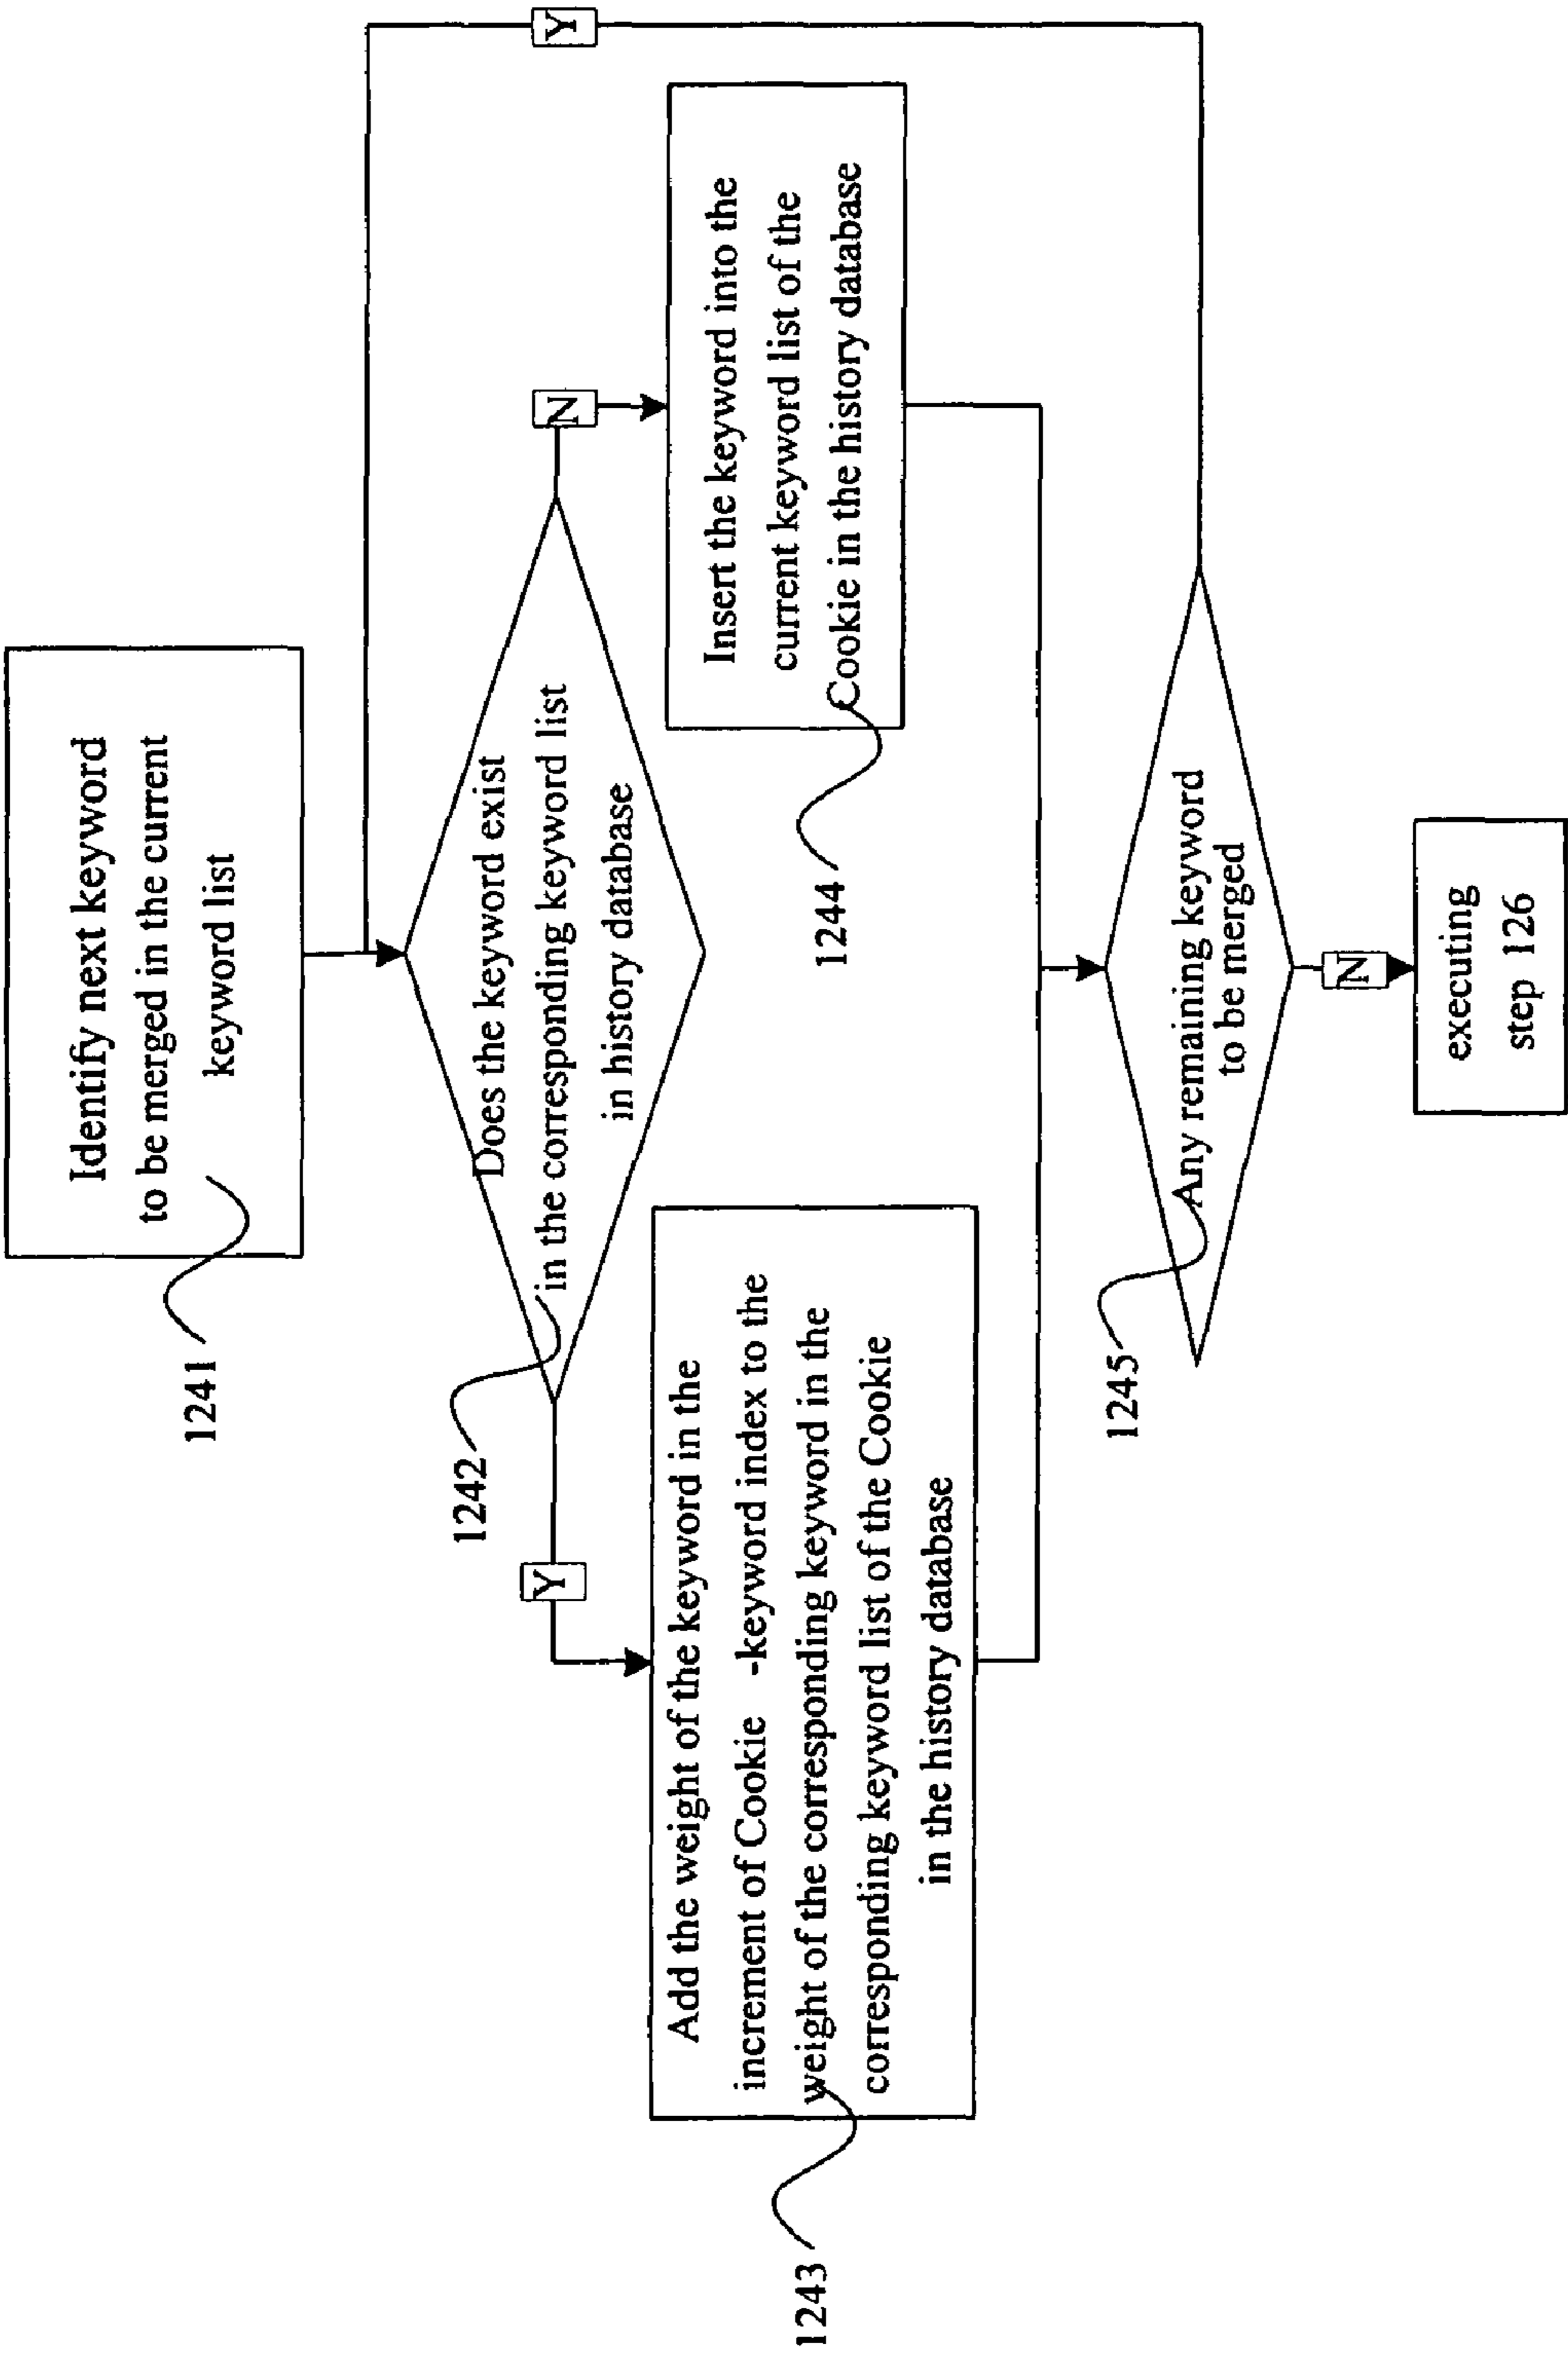 Identify next keyword
to be merged in the current
keyword list
1241
Does the keyword exist
in the corresponding keyword list
in history database
1242
Y
N
Y
Add the weight of the keyword in the
increment of Cookie -keyword index to the
weight of the corresponding keyword in the
corresponding keyword list of the Cookie
in the history database
1243
Insert the keyword into the
current keyword list of the
Cookie in the history database
1244
Any remaining keyword
to be merged
1245
N
executing
step 126